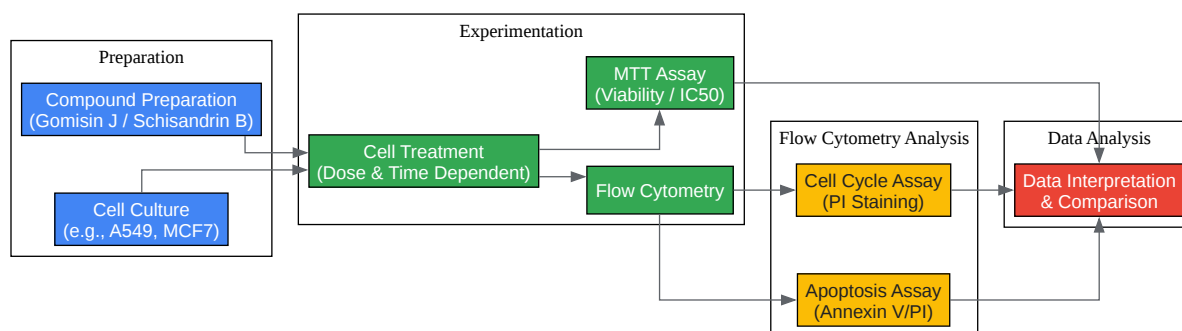 Preparation
Compound Preparation
(Gomisin J / Schisandrin B)
Cell Culture
(e.g., A549, MCF7)
Experimentation
Cell Treatment
(Dose & Time Dependent)
MTT Assay
(Viability / IC50)
Flow Cytometry
Flow Cytometry Analysis
Cell Cycle Assay
(PI Staining)
Apoptosis Assay
(Annexin V/PI)
Data Analysis
Data Interpretation
& Comparison